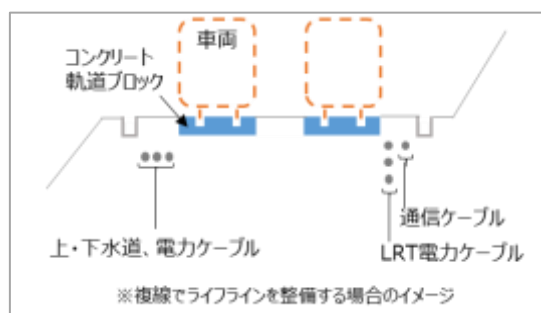 車両
コンクリート
軌道ブロック
通信ケーブル
上・下水道、電力ケーブル
LRT電力ケーブル
※複線でライフラインを整備する場合のイメージ